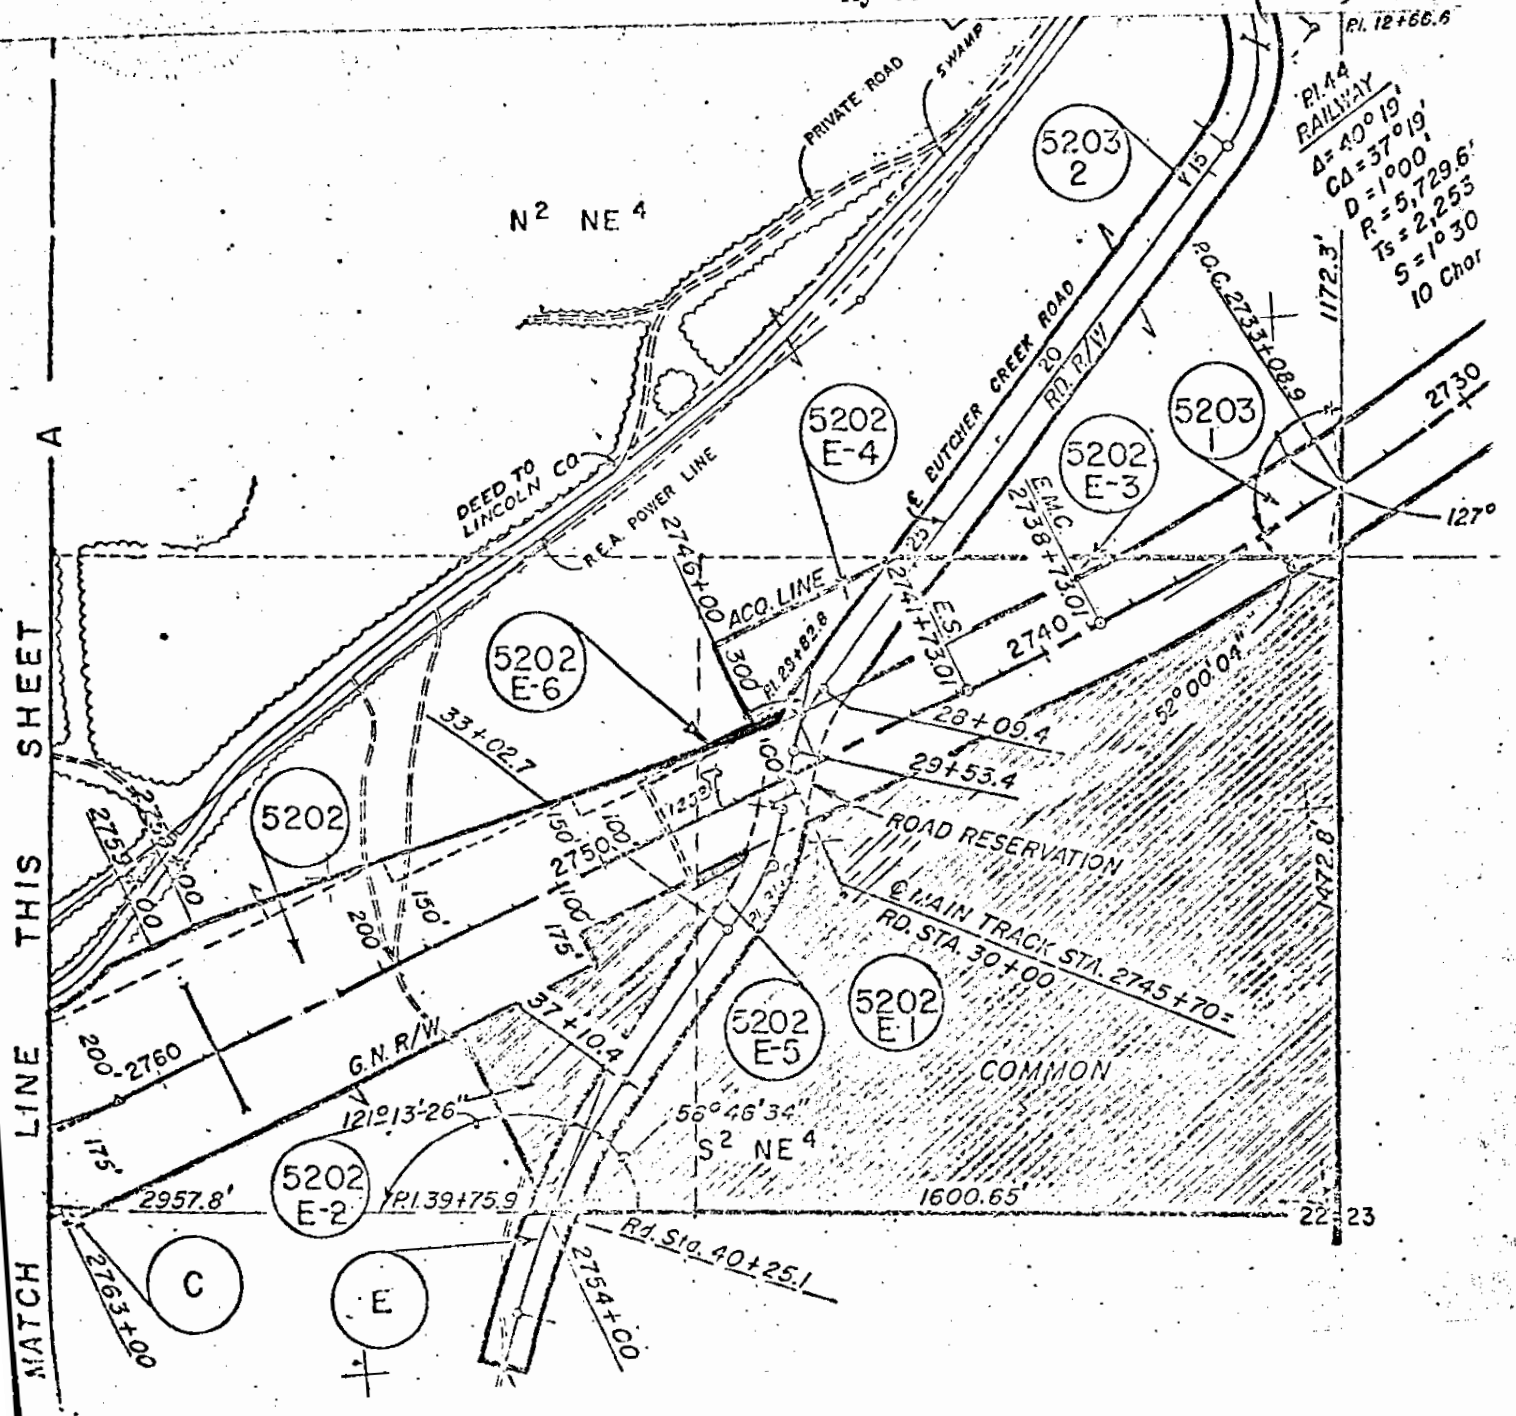 P.I. 12+66.6
P.I. 44
RAILWAY
Δ = 40° 19'
CΔ = 37° 19'
D = 1° 00'
R = 5,729.6'
Ts = 2,253
S = 1° 30
10 Chor
1172.3'
PRIVATE ROAD
SWAMP
5203
2
N² NE⁴
Y 15
P.O.C. 2733+08.9
2730
5203
1
127°
℄ BUTCHER CREEK ROAD
20
RD. R/W
5202
E-4
5202
E-3
A
DEED TO
LINCOLN CO.
R.E.A. POWER LINE
2746+00
ACQ. LINE
25
E.M.C.
2738+73.01
E.S.
2741+73.01
2740
5202
E-6
300
P.I. 29+82.8
52° 00' 04"
33+02.7
28+09.4
29+53.4
100
ROAD RESERVATION
5202
2759+00
150'
100'
2750
150'
200'
100'
175'
℄ MAIN TRACK STA. 2745+70=
RD. STA. 30+00
1472.8'
5202
E-1
5202
E-5
37+10.4
G.N. R/W
200'
2760
COMMON
121° 13' 26"
56° 46' 34"
S² NE⁴
175'
5202
E-2
2957.8'
P.I. 39+75.9
1600.65'
22 23
Rd. Sta. 40+25.1
C
E
2763+00
2754+00
MATCH LINE THIS SHEET